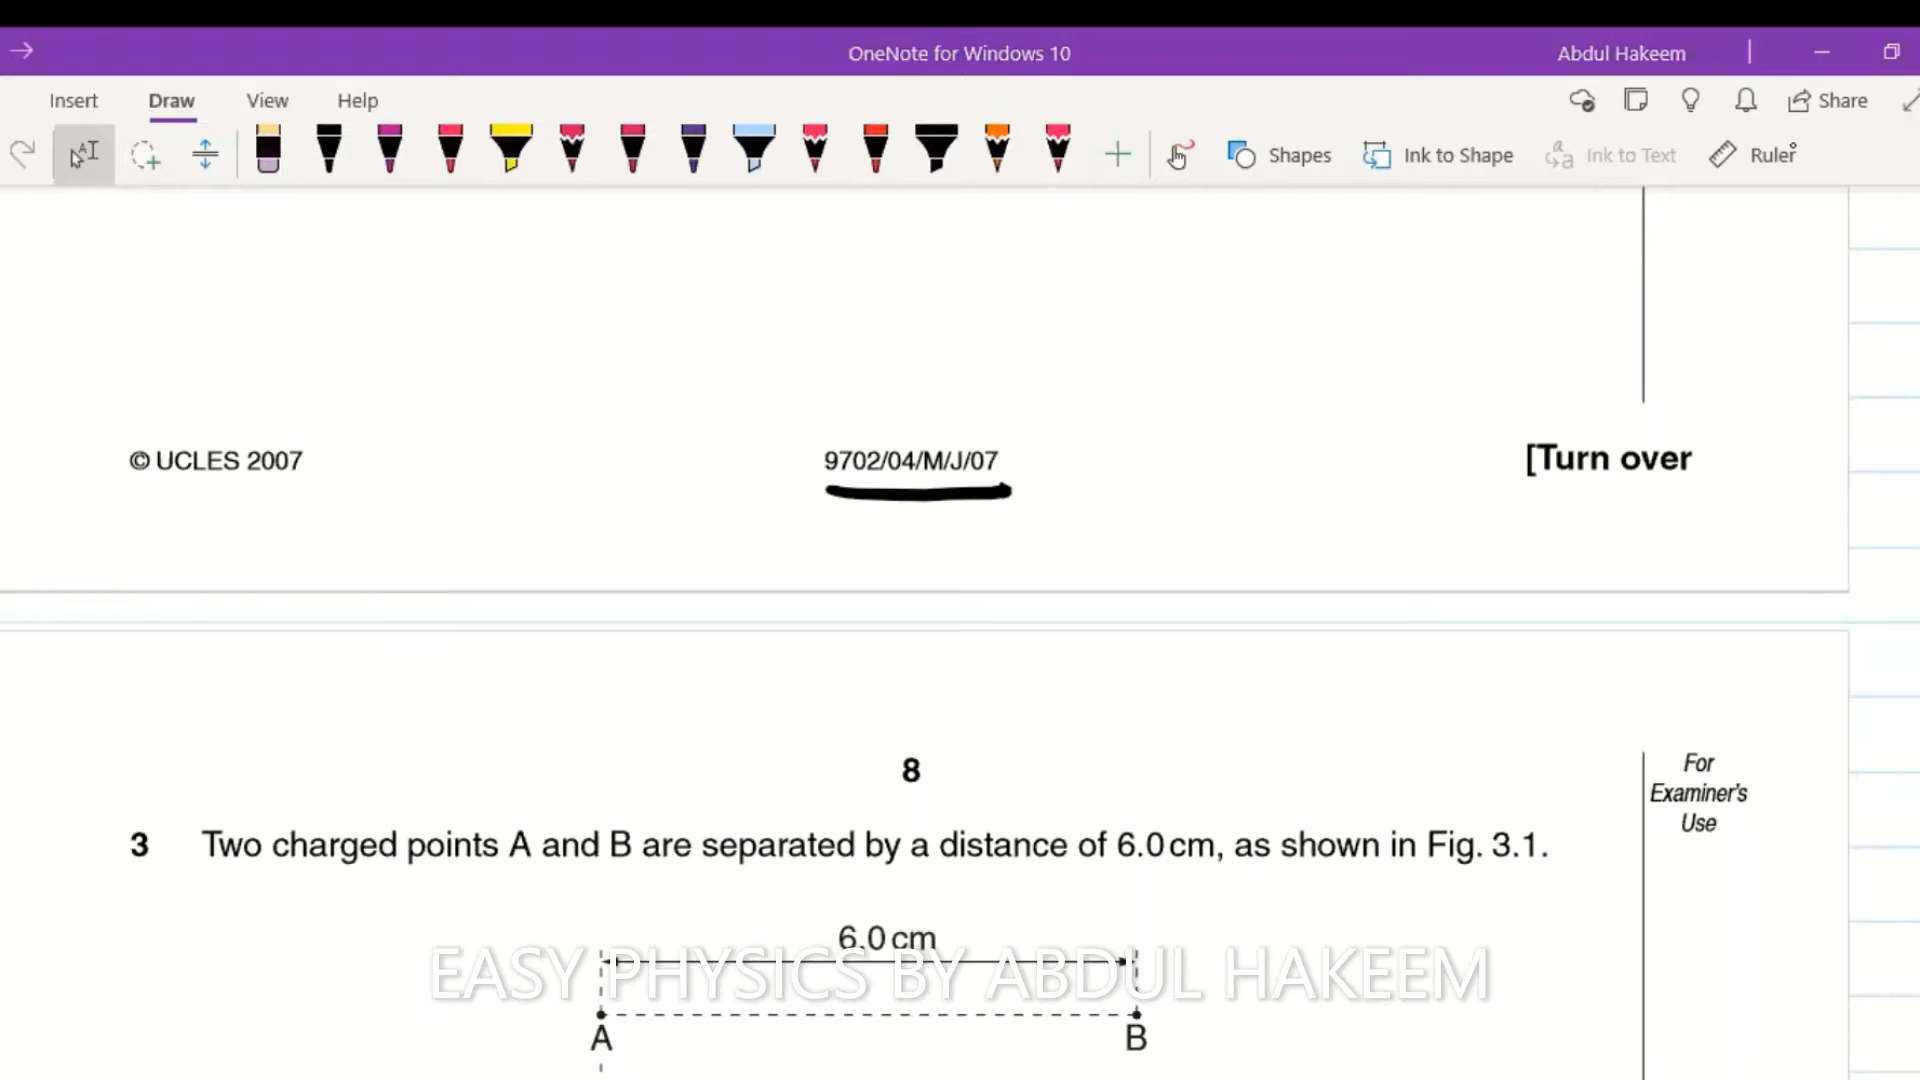 OneNote for Windows 10
Abdul Hakeem
Insert Draw View Help
Share
Shapes
Ink to Shape
Ink to Text
Ruler
© UCLES 2007
9702/04/M/J/07
[Turn over
8
For
Examiner's
Use
3 Two charged points A and B are separated by a distance of 6.0 cm, as shown in Fig. 3.1.
6.0 cm
EASY PHYSICS BY ABDUL HAKEEM
A
B